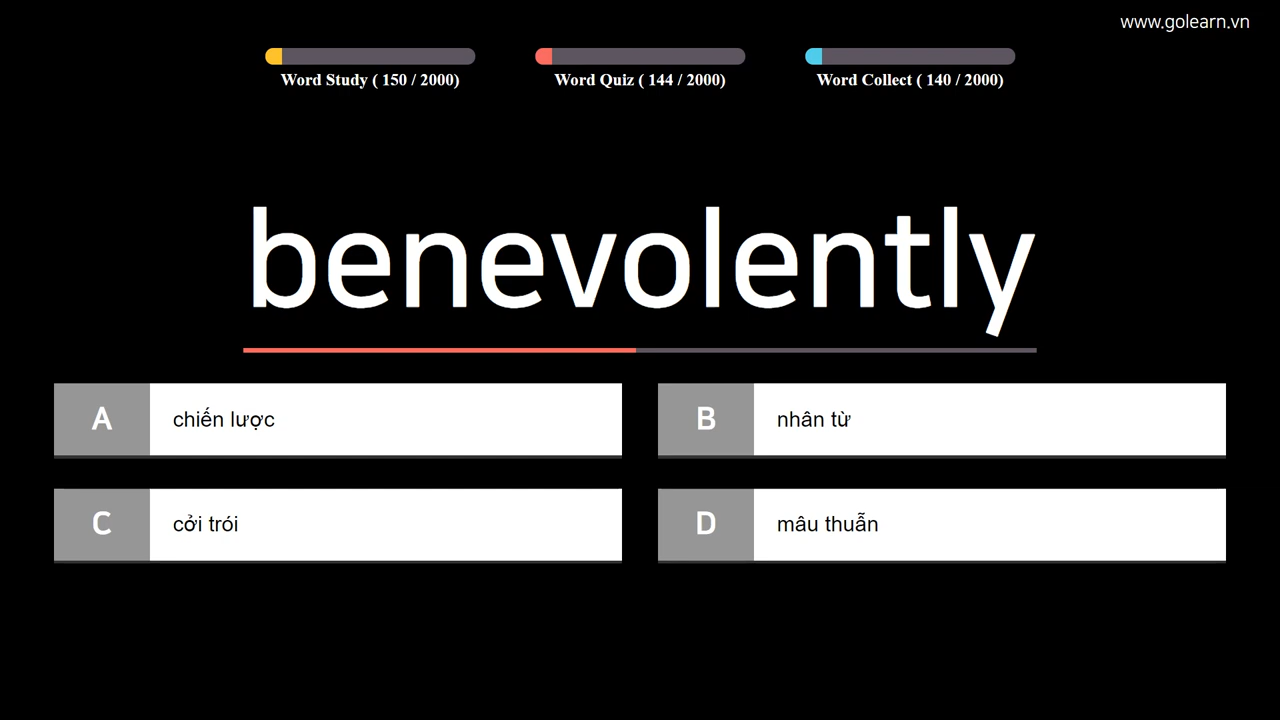 www.golearn.vn
Word Study ( 150 / 2000)
Word Quiz ( 144 / 2000)
Word Collect ( 140 / 2000)
benevolently
A chiến lược
B nhân từ
C cởi trói
D mâu thuẫn